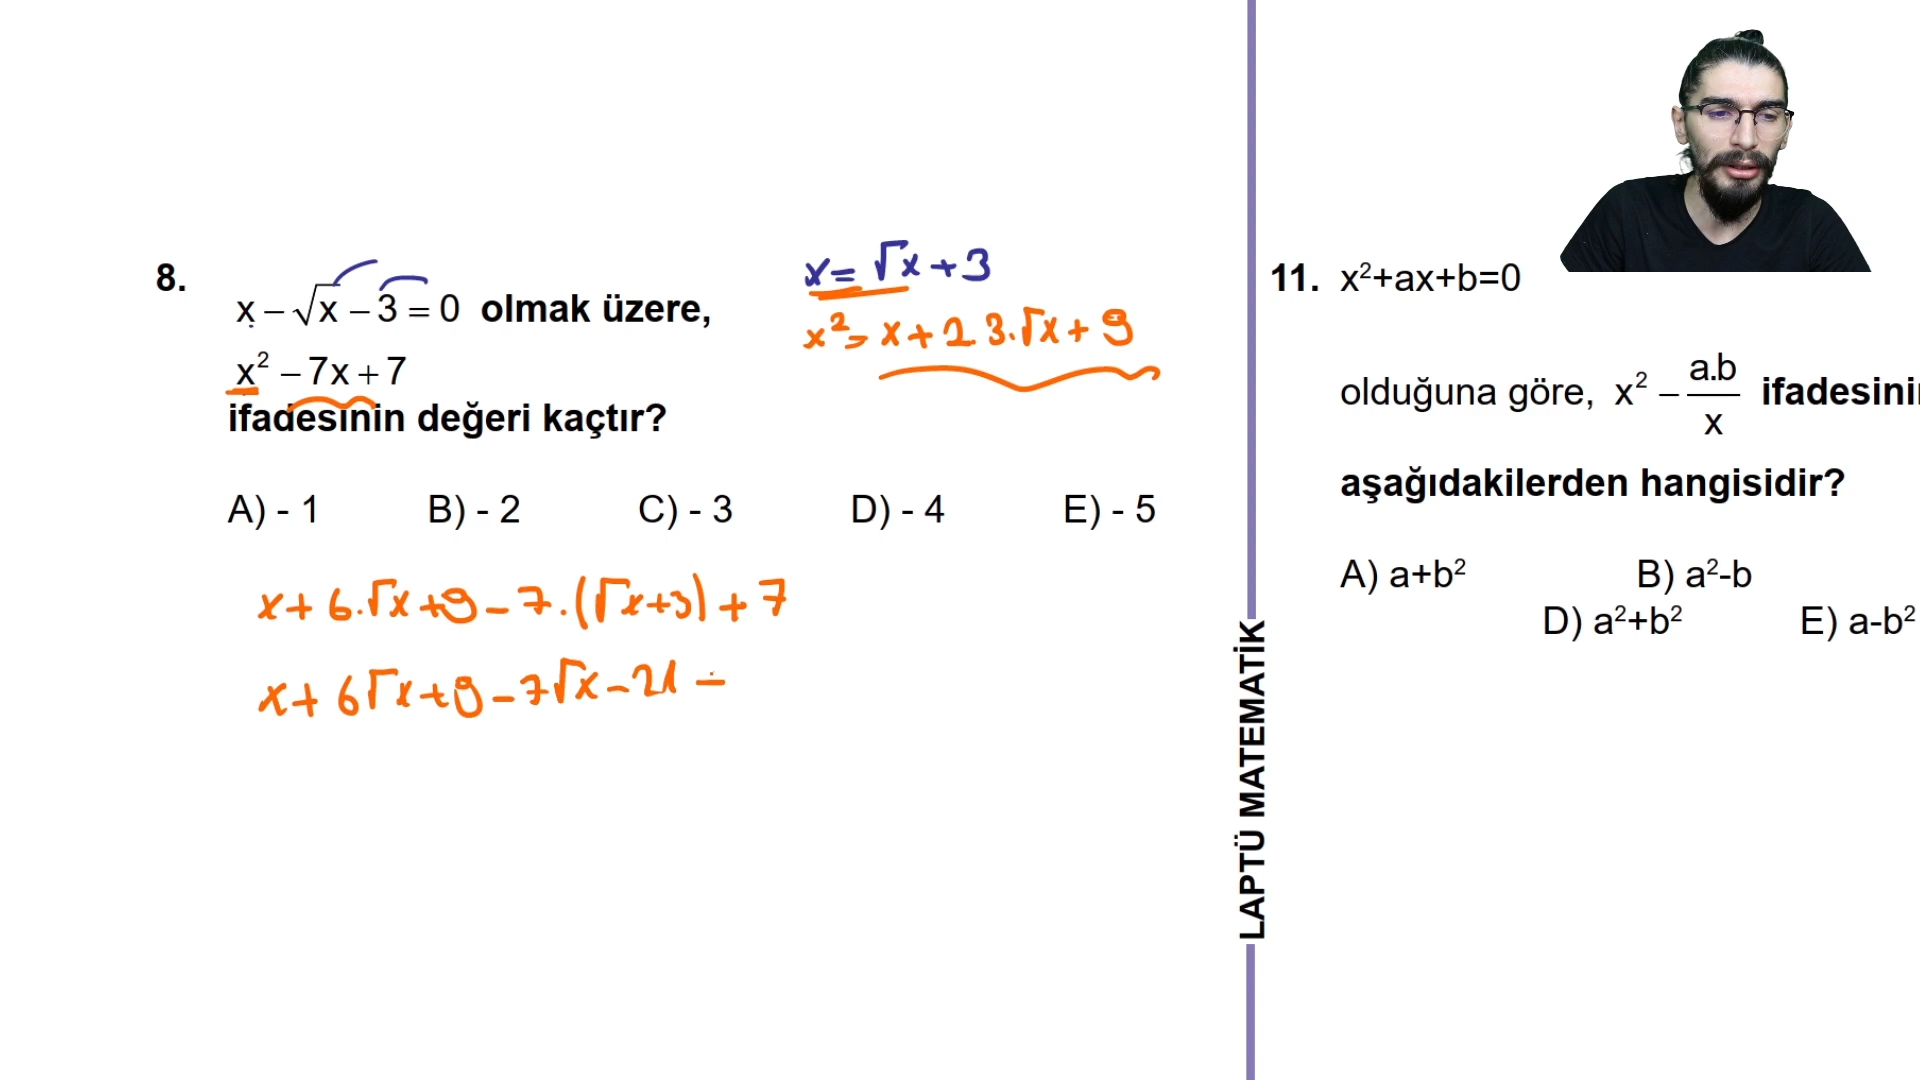 8.
x – √x – 3 = 0 olmak üzere,
x² – 7x + 7
ifadesinin değeri kaçtır?
A) - 1 B) - 2 C) - 3 D) - 4 E) - 5
x = √x + 3
x² = x + 2.3.√x + 9
x + 6.√x + 9 – 7.(√x+3) + 7
x + 6√x + 9 – 7√x – 21 –
LAPTÜ MATEMATİK
11. x²+ax+b=0
olduğuna göre, x² – a.b/x ifadesini
aşağıdakilerden hangisidir?
A) a+b² B) a²-b
D) a²+b² E) a-b²